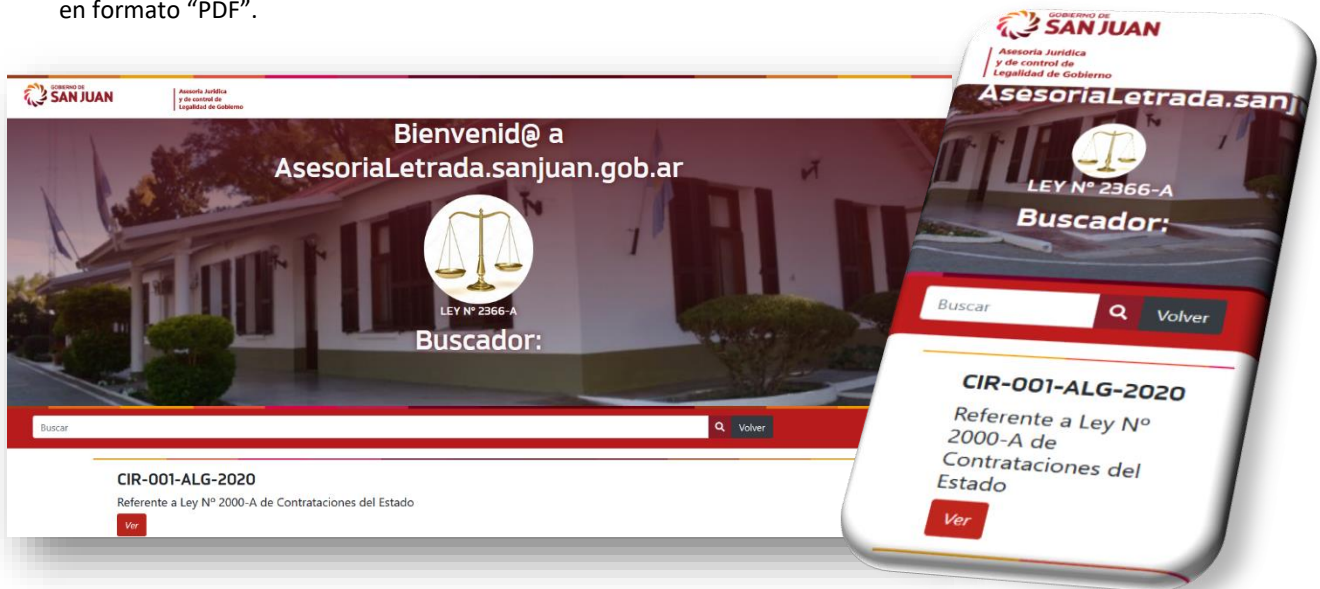 en formato “PDF”.
GOBIERNO DE
SAN JUAN
Asesoría Jurídica
y de control de
Legalidad de Gobierno
Bienvenid@ a
AsesoriaLetrada.sanjuan.gob.ar
LEY N° 2366-A
Buscador:
Buscar
Volver
CIR-001-ALG-2020
Referente a Ley Nº 2000-A de Contrataciones del Estado
Ver
GOBIERNO DE
SAN JUAN
Asesoría Jurídica
y de control de
Legalidad de Gobierno
AsesoriaLetrada.sanj
LEY N° 2366-A
Buscador:
Buscar
Volver
CIR-001-ALG-2020
Referente a Ley Nº
2000-A de
Contrataciones del
Estado
Ver